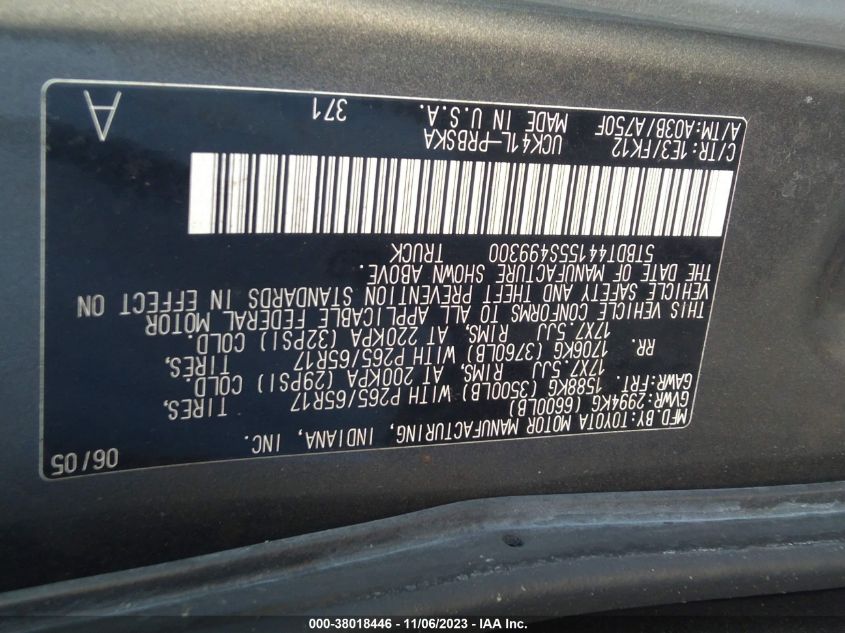 MFD.BY:TOYOTA MOTOR MANUFACTURING, INDIANA, INC. 06/05
GVWR:2994KG (6600LB)
GAWR:FRT. 1588KG (3500LB) WITH P265/65R17 TIRES,
17X7.5JJ RIMS, AT 200KPA (29PSI) COLD.
RR. 1706KG (3760LB) WITH P265/65R17 TIRES,
17X7.5JJ RIMS, AT 220KPA (32PSI) COLD.
THIS VEHICLE CONFORMS TO ALL APPLICABLE FEDERAL MOTOR
VEHICLE SAFETY AND THEFT PREVENTION STANDARDS IN EFFECT ON
THE DATE OF MANUFACTURE SHOWN ABOVE.
5TBDT44155S499300 TRUCK
C/TR:1E3/FK12 UCK41L-PRBSKA 371 A
A/TM:A03B/A750F MADE IN U.S.A.
000-38018446 - 11/06/2023 - IAA Inc.